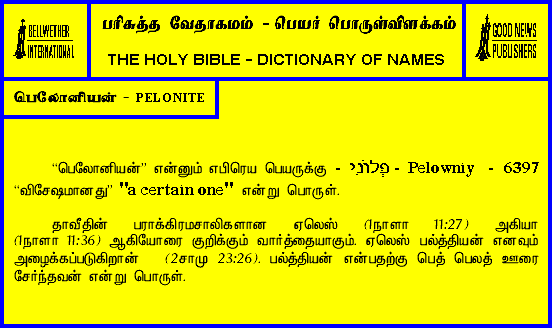 BELLWETHER
INTERNATIONAL
பரிசுத்த வேதாகமம் - பெயர் பொருள்விளக்கம்
THE HOLY BIBLE - DICTIONARY OF NAMES
GOOD NEWS
PUBLISHERS
பெலோனியன் - PELONITE
“பெலோனியன்” என்னும் எபிரெய பெயருக்கு - פְּלוֹנִי - Pelowniy - 6397
“விசேஷமானது” "a certain one" என்று பொருள்.
தாவீதின் பராக்கிரமசாலிகளான ஏலெஸ் (1நாளா 11:27) அகியா
(1நாளா 11:36) ஆகியோரை குறிக்கும் வார்த்தையாகும். ஏலெஸ் பல்த்தியன் எனவும்
அழைக்கப்படுகிறான் (2சாமு 23:26). பல்த்தியன் என்பதற்கு பெத் பெலத் ஊரை
சேர்ந்தவன் என்று பொருள்.